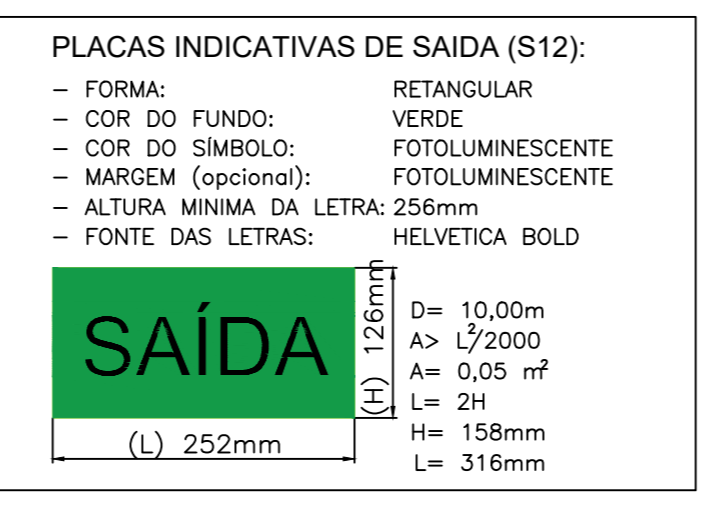 PLACAS INDICATIVAS DE SAIDA (S12):
– FORMA: RETANGULAR
– COR DO FUNDO: VERDE
– COR DO SÍMBOLO: FOTOLUMINESCENTE
– MARGEM (opcional): FOTOLUMINESCENTE
– ALTURA MINIMA DA LETRA: 256mm
– FONTE DAS LETRAS: HELVETICA BOLD
SAÍDA
(H) 126mm
(L) 252mm
D= 10,00m
A> L²/2000
A= 0,05 m²
L= 2H
H= 158mm
L= 316mm